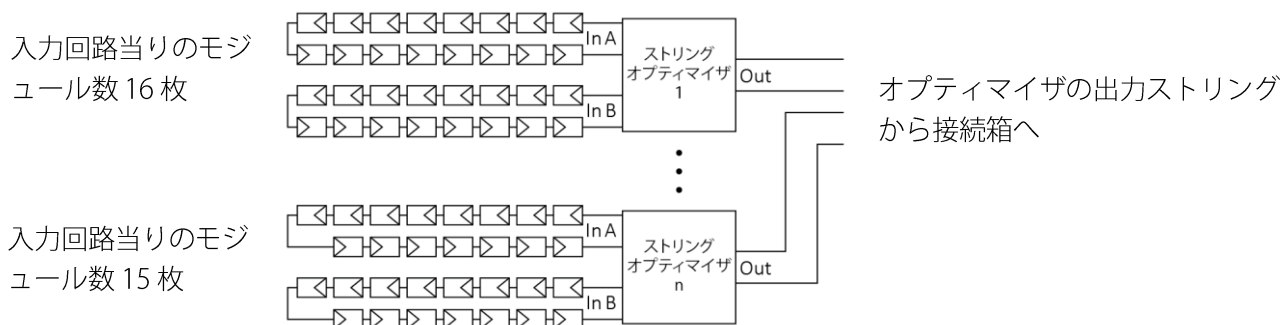 入力回路当りのモジ
ュール数 16 枚
In A
In B
ストリング
オプティマイザ
1
Out
オプティマイザの出力ストリング
から接続箱へ
入力回路当りのモジ
ュール数 15 枚
In A
In B
ストリング
オプティマイザ
n
Out